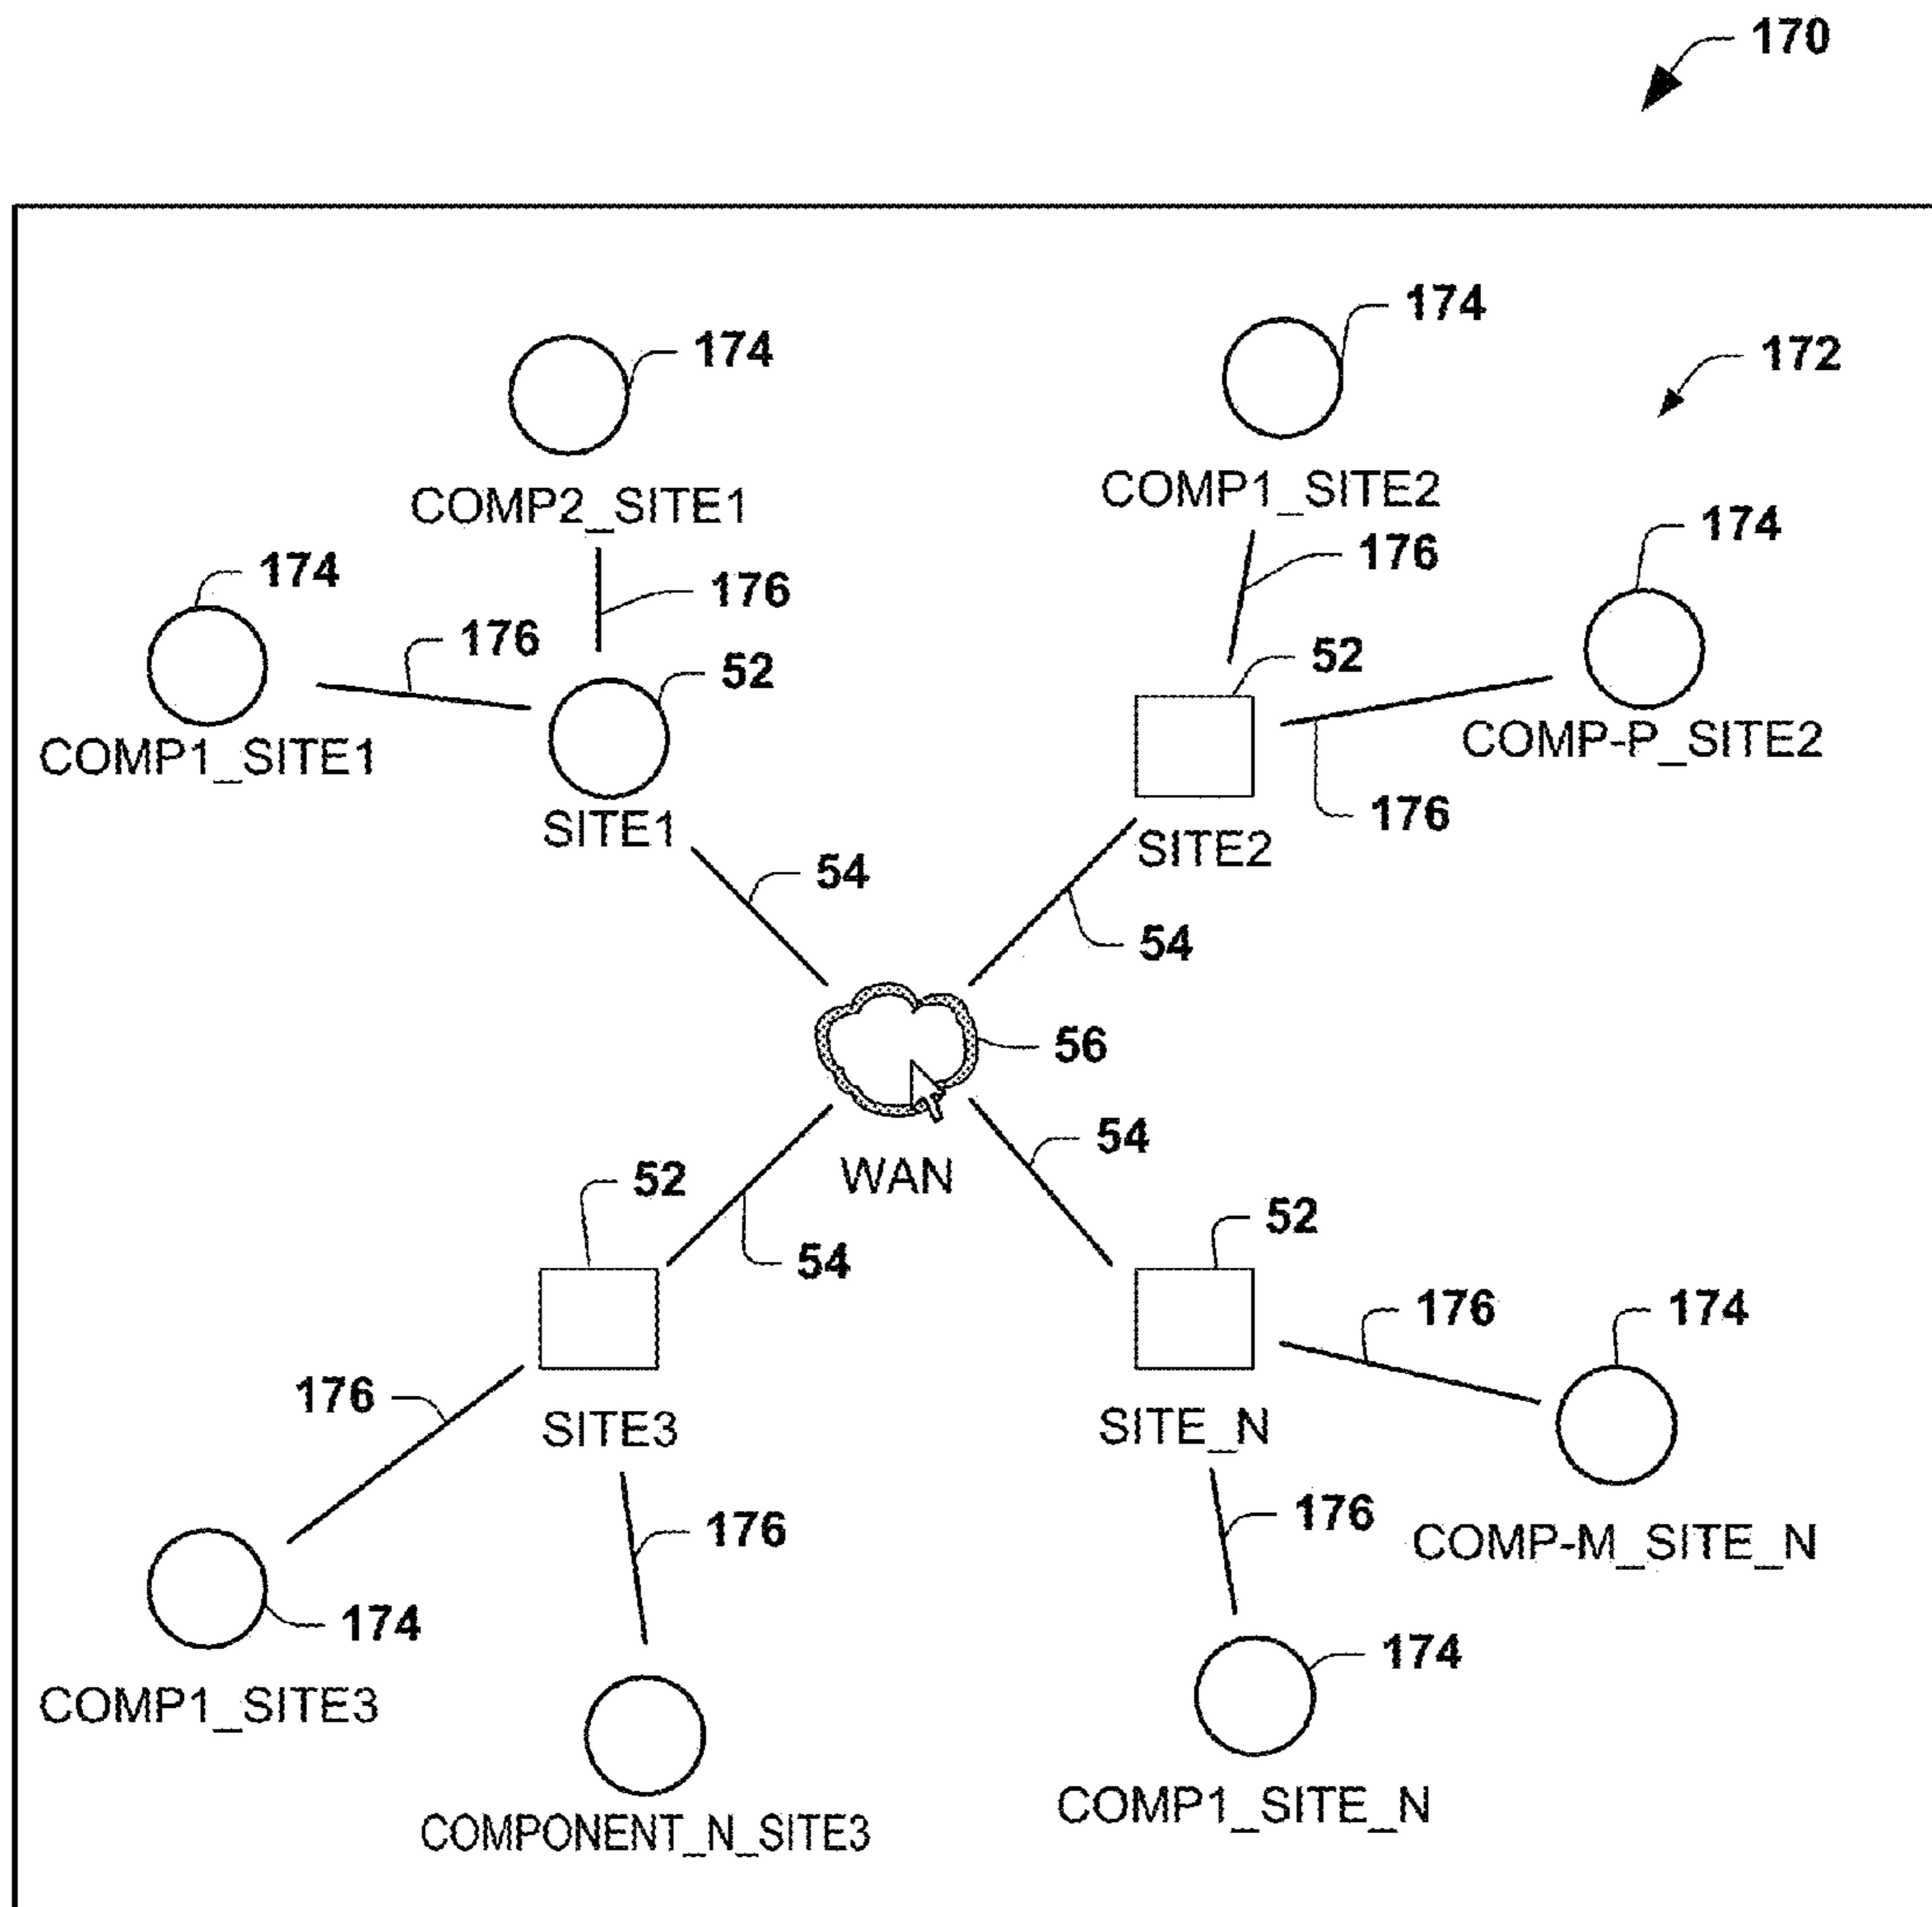 170
174
174
172
COMP2_SITE1
COMP1_SITE2
174
174
176
176
176
52
52
COMP1_SITE1
COMP-P_SITE2
SITE1
176
SITE2
54
54
56
54
WAN
52
52
54
176
174
176
SITE3
SITE_N
176
176
COMP-M_SITE_N
174
174
COMP1_SITE3
COMP1_SITE_N
COMPONENT_N_SITE3